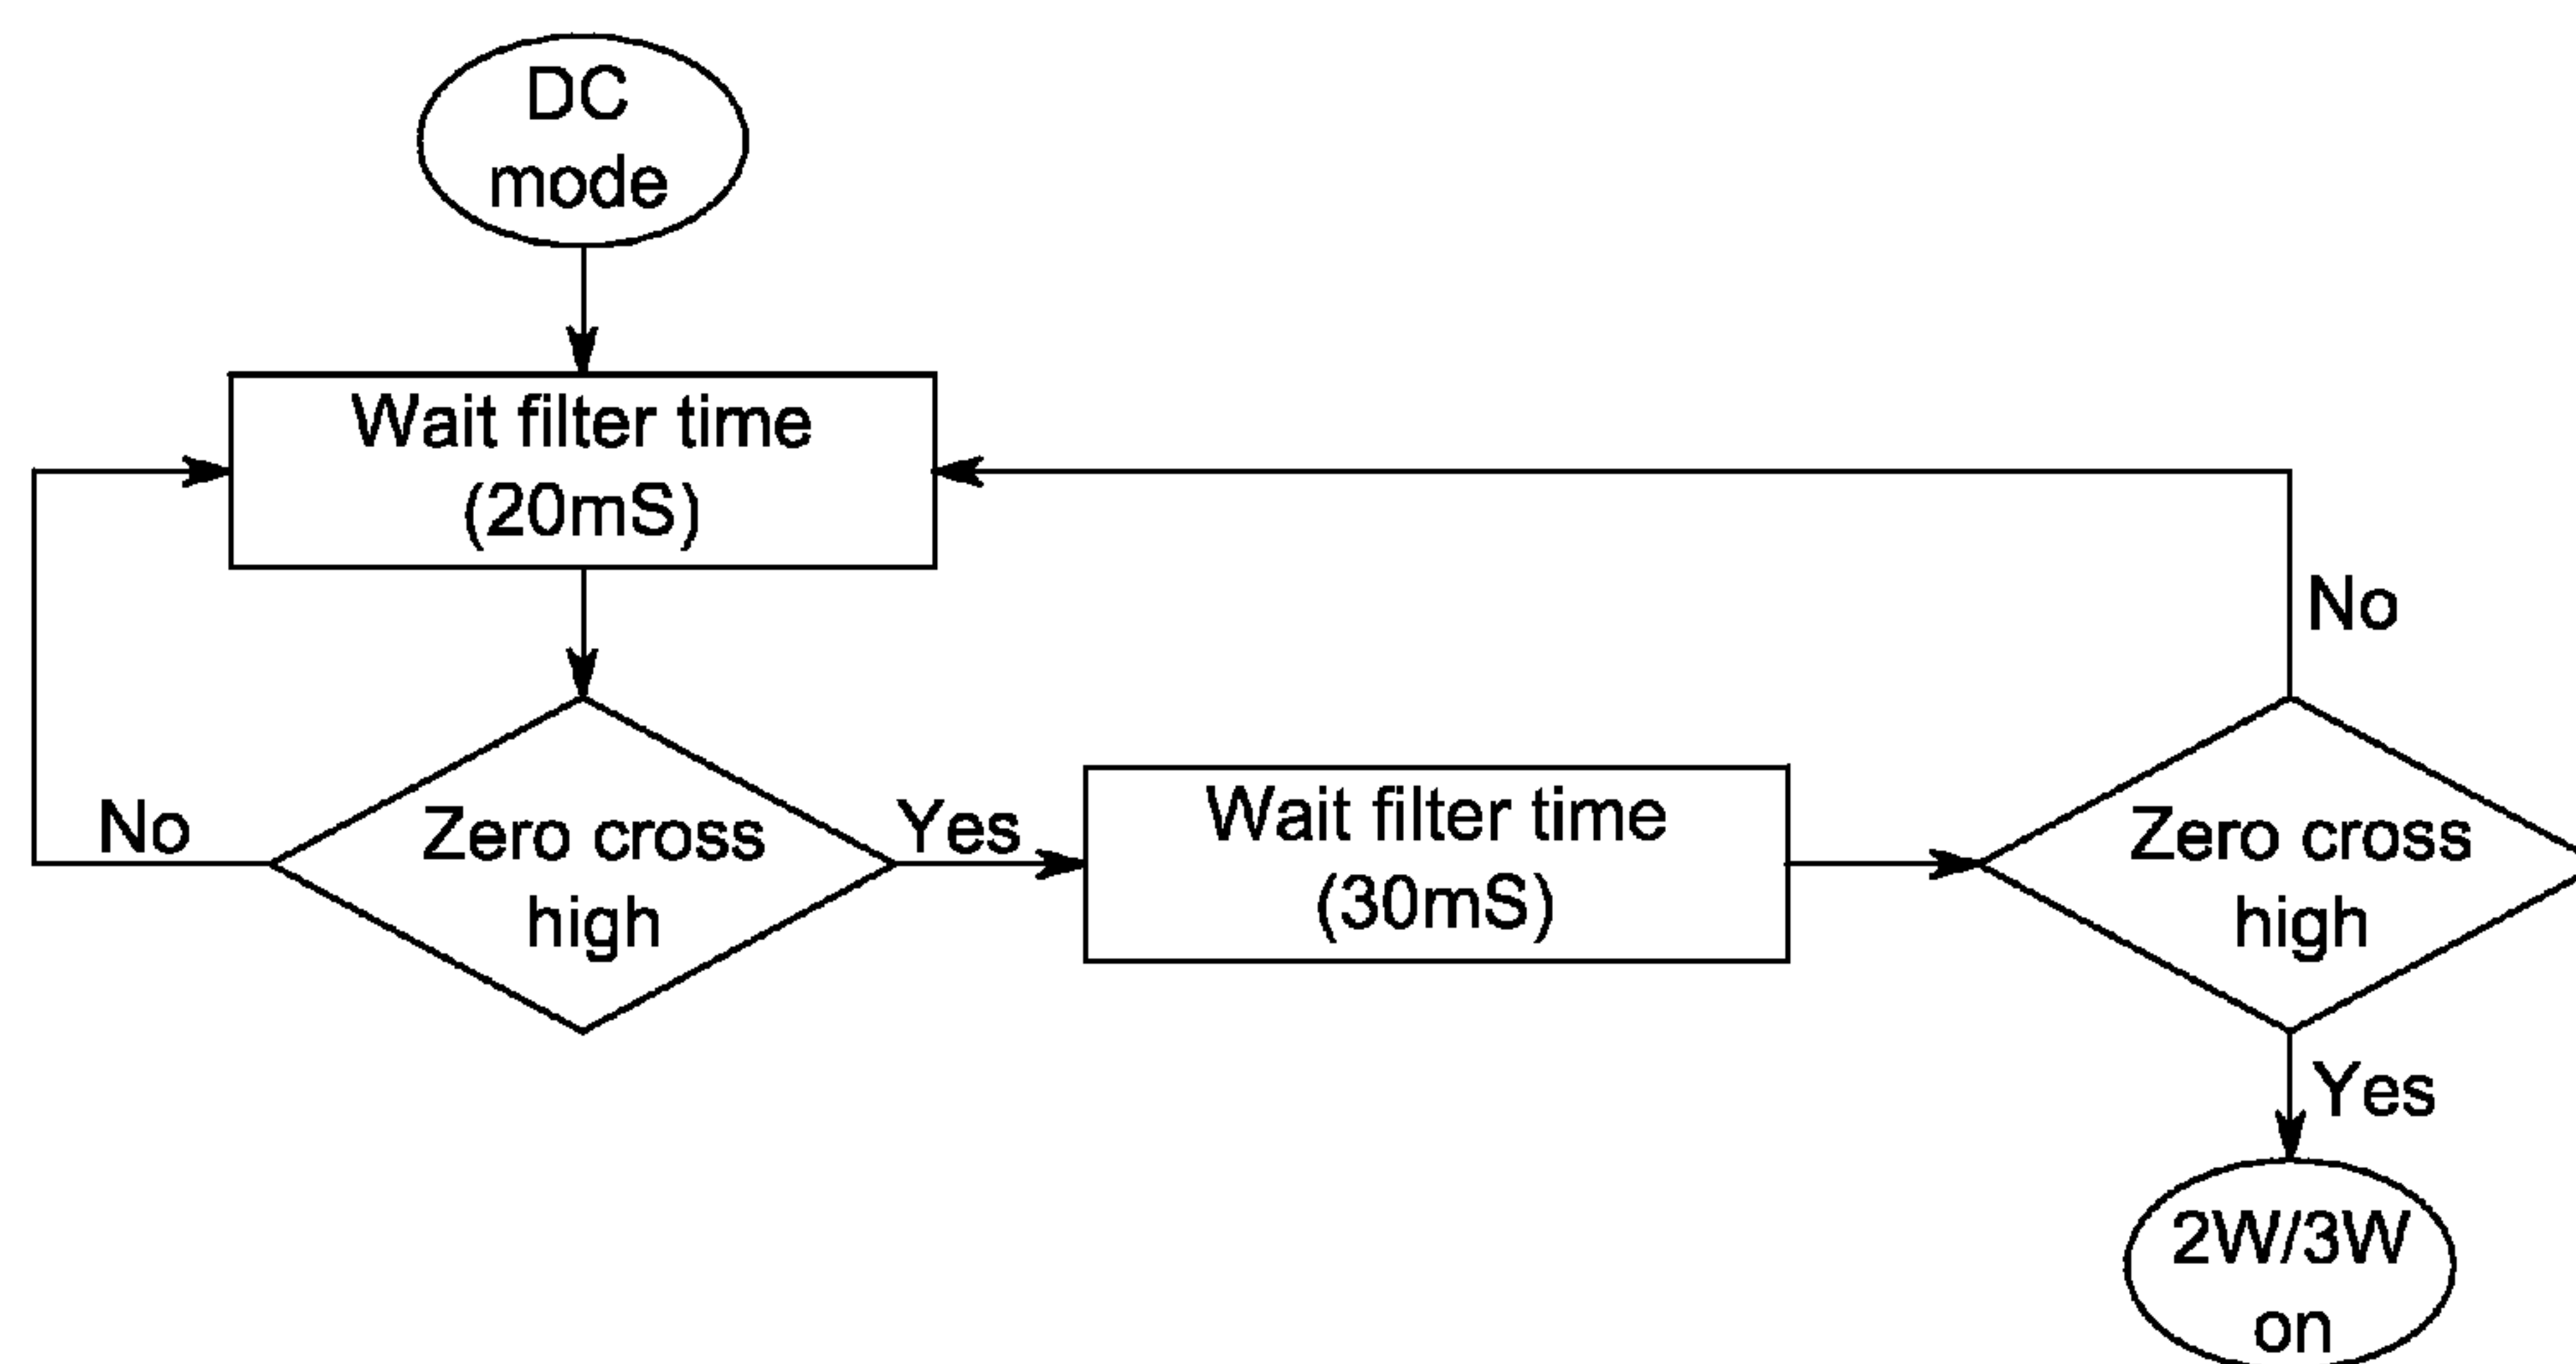 DC
mode
Wait filter time
(20mS)
No
No
Zero cross
high
Yes
Wait filter time
(30mS)
Zero cross
high
Yes
2W/3W
on